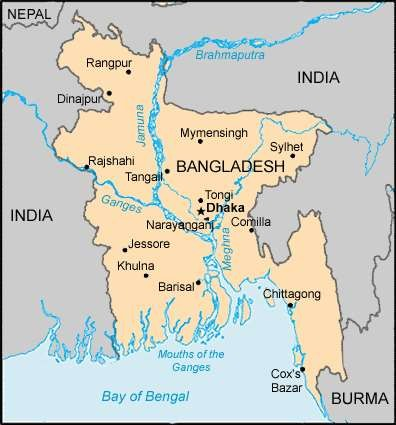 NEPAL
Rangpur
Brahmaputra
INDIA
Dinajpur
Jamuna
Mymensingh
Sylhet
Rajshahi
BANGLADESH
Tangail
Tongi
Ganges
Dhaka
INDIA
Narayanganj
Comilla
Meghna
Jessore
Khulna
Barisal
Chittagong
Mouths of the
Ganges
Cox's
Bazar
Bay of Bengal
BURMA